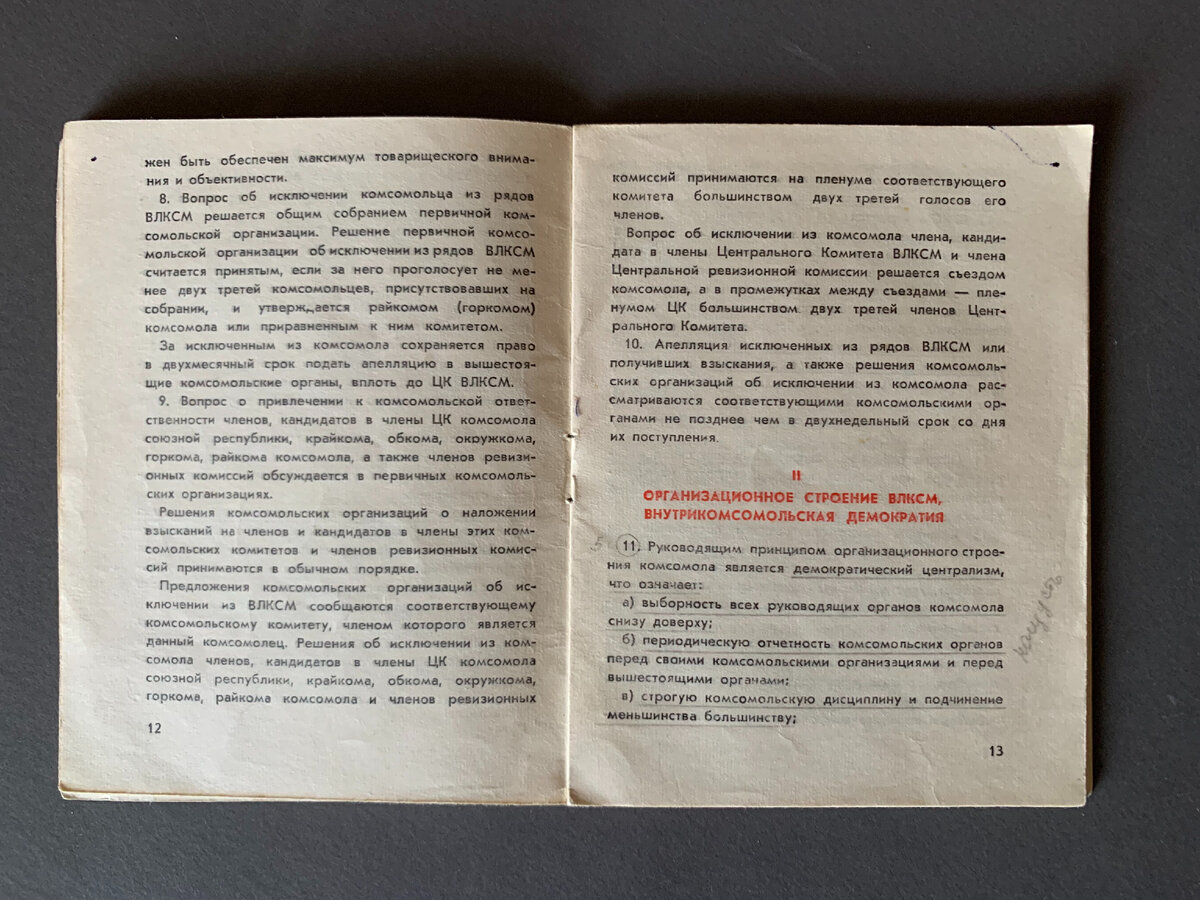 жен быть обеспечен максимум товарищеского внима-
ния и объективности.
8. Вопрос об исключении комсомольца из рядов
ВЛКСМ решается общим собранием первичной ком-
сомольской организации. Решение первичной комсо-
мольской организации об исключении из рядов ВЛКСМ
считается принятым, если за него проголосует не ме-
нее двух третей комсомольцев, присутствовавших на
собрании, и утверждается райкомом (горкомом)
комсомола или приравненным к ним комитетом.
За исключенным из комсомола сохраняется право
в двухмесячный срок подать апелляцию в вышестоя-
щие комсомольские органы, вплоть до ЦК ВЛКСМ.
9. Вопрос о привлечении к комсомольской ответ-
ственности членов, кандидатов в члены ЦК комсомола
союзной республики, крайкома, обкома, окружкома,
горкома, райкома комсомола, а также членов ревизи-
онных комиссий обсуждается в первичных комсомоль-
ских организациях.
Решения комсомольских организаций о наложении
взысканий на членов и кандидатов в члены этих ком-
сомольских комитетов и членов ревизионных комис-
сий принимаются в обычном порядке.
Предложения комсомольских организаций об ис-
ключении из ВЛКСМ сообщаются соответствующему
комсомольскому комитету, членом которого является
данный комсомолец. Решения об исключении из ком-
сомола членов, кандидатов в члены ЦК комсомола
союзной республики, крайкома, обкома, окружкома,
горкома, райкома комсомола и членов ревизионных
12
комиссий принимаются на пленуме соответствующего
комитета большинством двух третей голосов его
членов.
Вопрос об исключении из комсомола члена, канди-
дата в члены Центрального Комитета ВЛКСМ и члена
Центральной ревизионной комиссии решается съездом
комсомола, а в промежутках между съездами — пле-
нумом ЦК большинством двух третей членов Цент-
рального Комитета.
10. Апелляция исключенных из рядов ВЛКСМ или
получивших взыскания, а также решения комсомоль-
ских организаций об исключении из комсомола рас-
сматриваются соответствующими комсомольскими ор-
ганами не позднее чем в двухнедельный срок со дня
их поступления.
II
ОРГАНИЗАЦИОННОЕ СТРОЕНИЕ ВЛКСМ,
ВНУТРИКОМСОМОЛЬСКАЯ ДЕМОКРАТИЯ
5 11. Руководящим принципом организационного строе-
ния комсомола является демократический централизм,
что означает:
а) выборность всех руководящих органов комсомола
снизу доверху;
б) периодическую отчетность комсомольских органов
перед своими комсомольскими организациями и перед
вышестоящими органами;
в) строгую комсомольскую дисциплину и подчинение
меньшинства большинству;
13